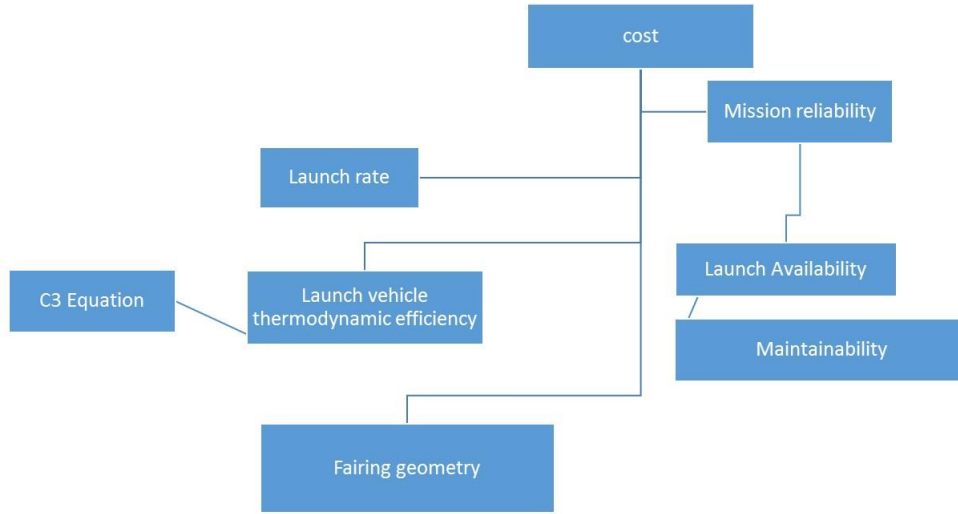 cost
Mission reliability
Launch rate
Launch Availability
C3 Equation
Launch vehicle
thermodynamic efficiency
Maintainability
Fairing geometry